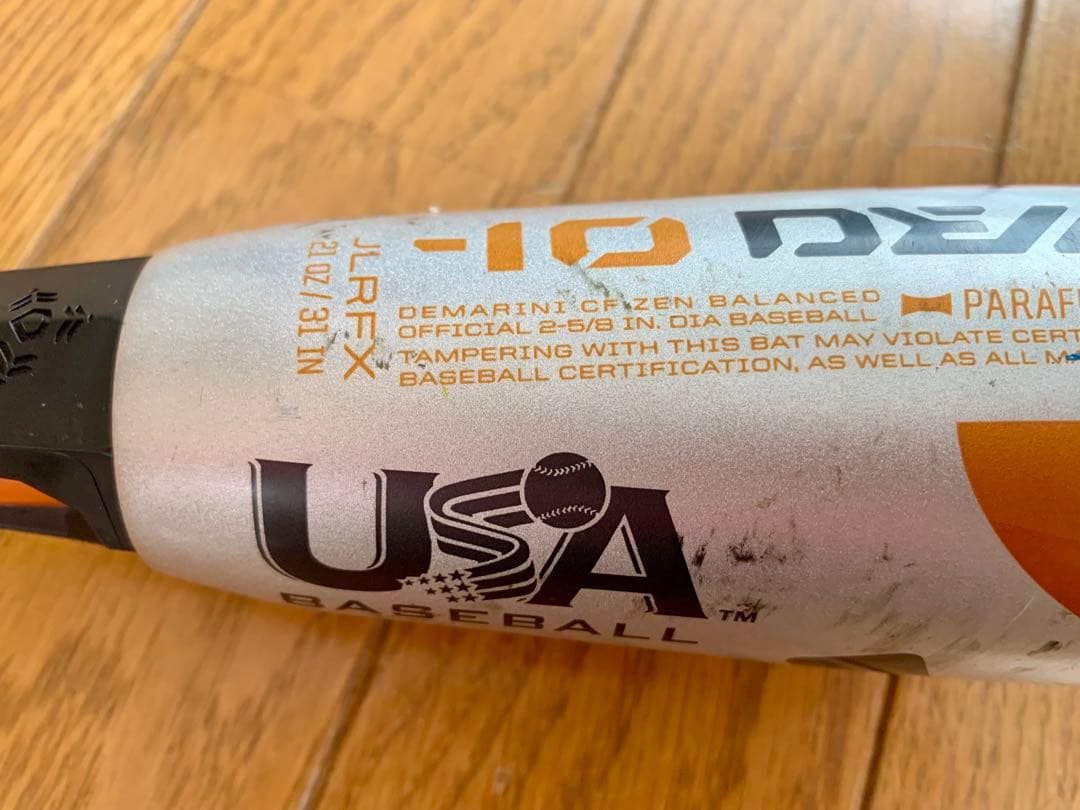 -10
DEMARINI CF ZEN BALANCED
OFFICIAL 2-5/8 IN. DIA BASEBALL
TAMPERING WITH THIS BAT MAY VIOLATE
BASEBALL CERTIFICATION, AS WELL AS ALL
JLRFX
21 OZ / 31 IN
USA
BASEBALL
TM